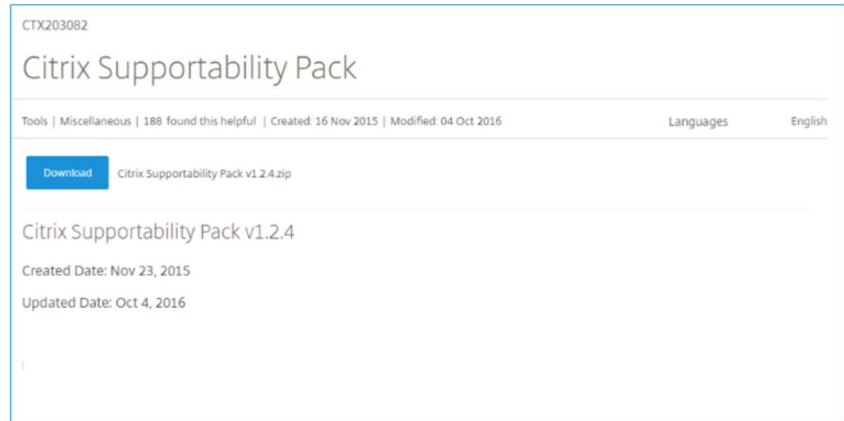 CTX203082
Citrix Supportability Pack
Tools | Miscellaneous | 188 found this helpful | Created: 16 Nov 2015 | Modified: 04 Oct 2016 Languages English
Download Citrix Supportability Pack v1.2.4.zip
Citrix Supportability Pack v1.2.4
Created Date: Nov 23, 2015
Updated Date: Oct 4, 2016